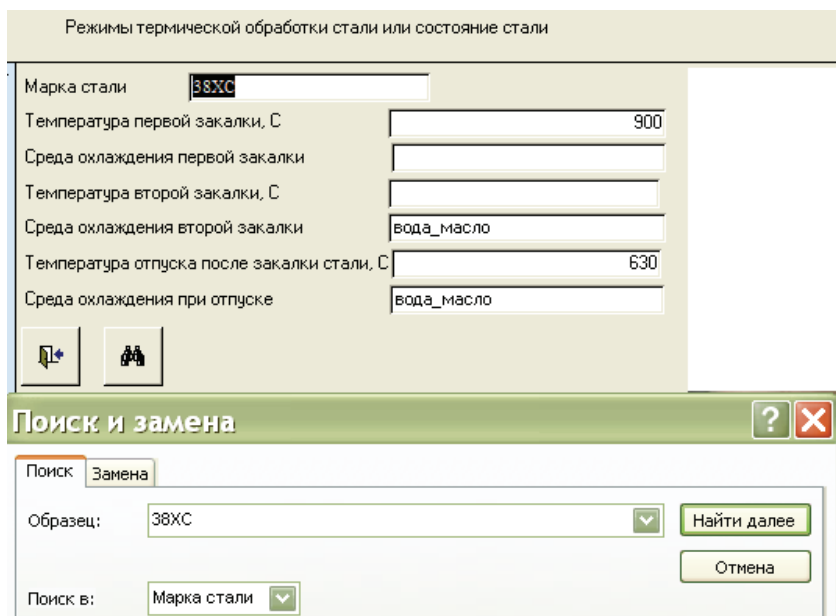 Режимы термической обработки стали или состояние стали
Марка стали 38ХС
Температура первой закалки, С 900
Среда охлаждения первой закалки
Температура второй закалки, С
Среда охлаждения второй закалки вода_масло
Температура отпуска после закалки стали, С 630
Среда охлаждения при отпуске вода_масло
Поиск и замена
Поиск Замена
Образец: 38ХС Найти далее
Отмена
Поиск в: Марка стали